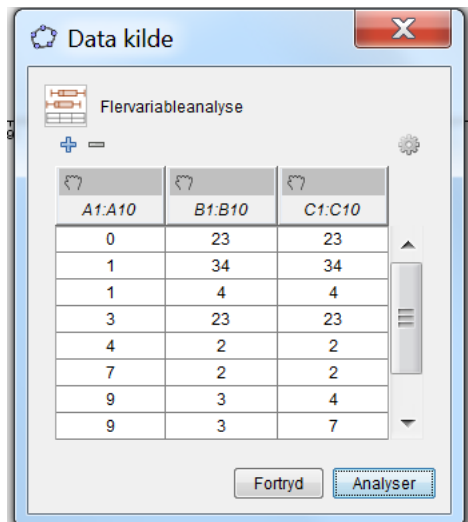 Data kilde
Flervariableanalyse
A1:A10 B1:B10 C1:C10
0 23 23
1 34 34
1 4 4
3 23 23
4 2 2
7 2 2
9 3 4
9 3 7
Fortryd Analyser